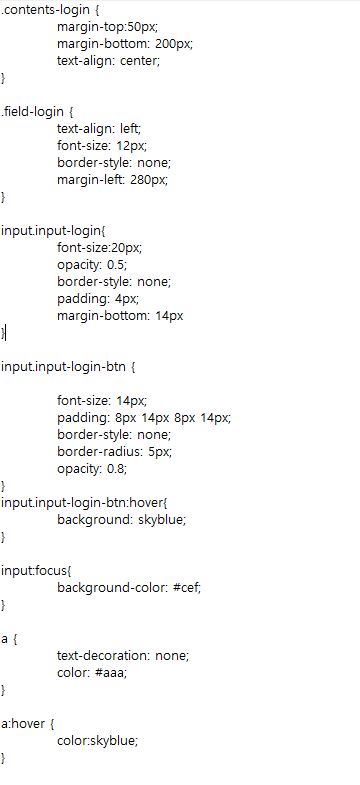 .contents-login {
margin-top:50px;
margin-bottom: 200px;
text-align: center;
}
.field-login {
text-align: left;
font-size: 12px;
border-style: none;
margin-left: 280px;
}
input.input-login{
font-size:20px;
opacity: 0.5;
border-style: none;
padding: 4px;
margin-bottom: 14px
}
input.input-login-btn {
font-size: 14px;
padding: 8px 14px 8px 14px;
border-style: none;
border-radius: 5px;
opacity: 0.8;
}
input.input-login-btn:hover{
background: skyblue;
}
input:focus{
background-color: #cef;
}
a {
text-decoration: none;
color: #aaa;
}
a:hover {
color:skyblue;
}